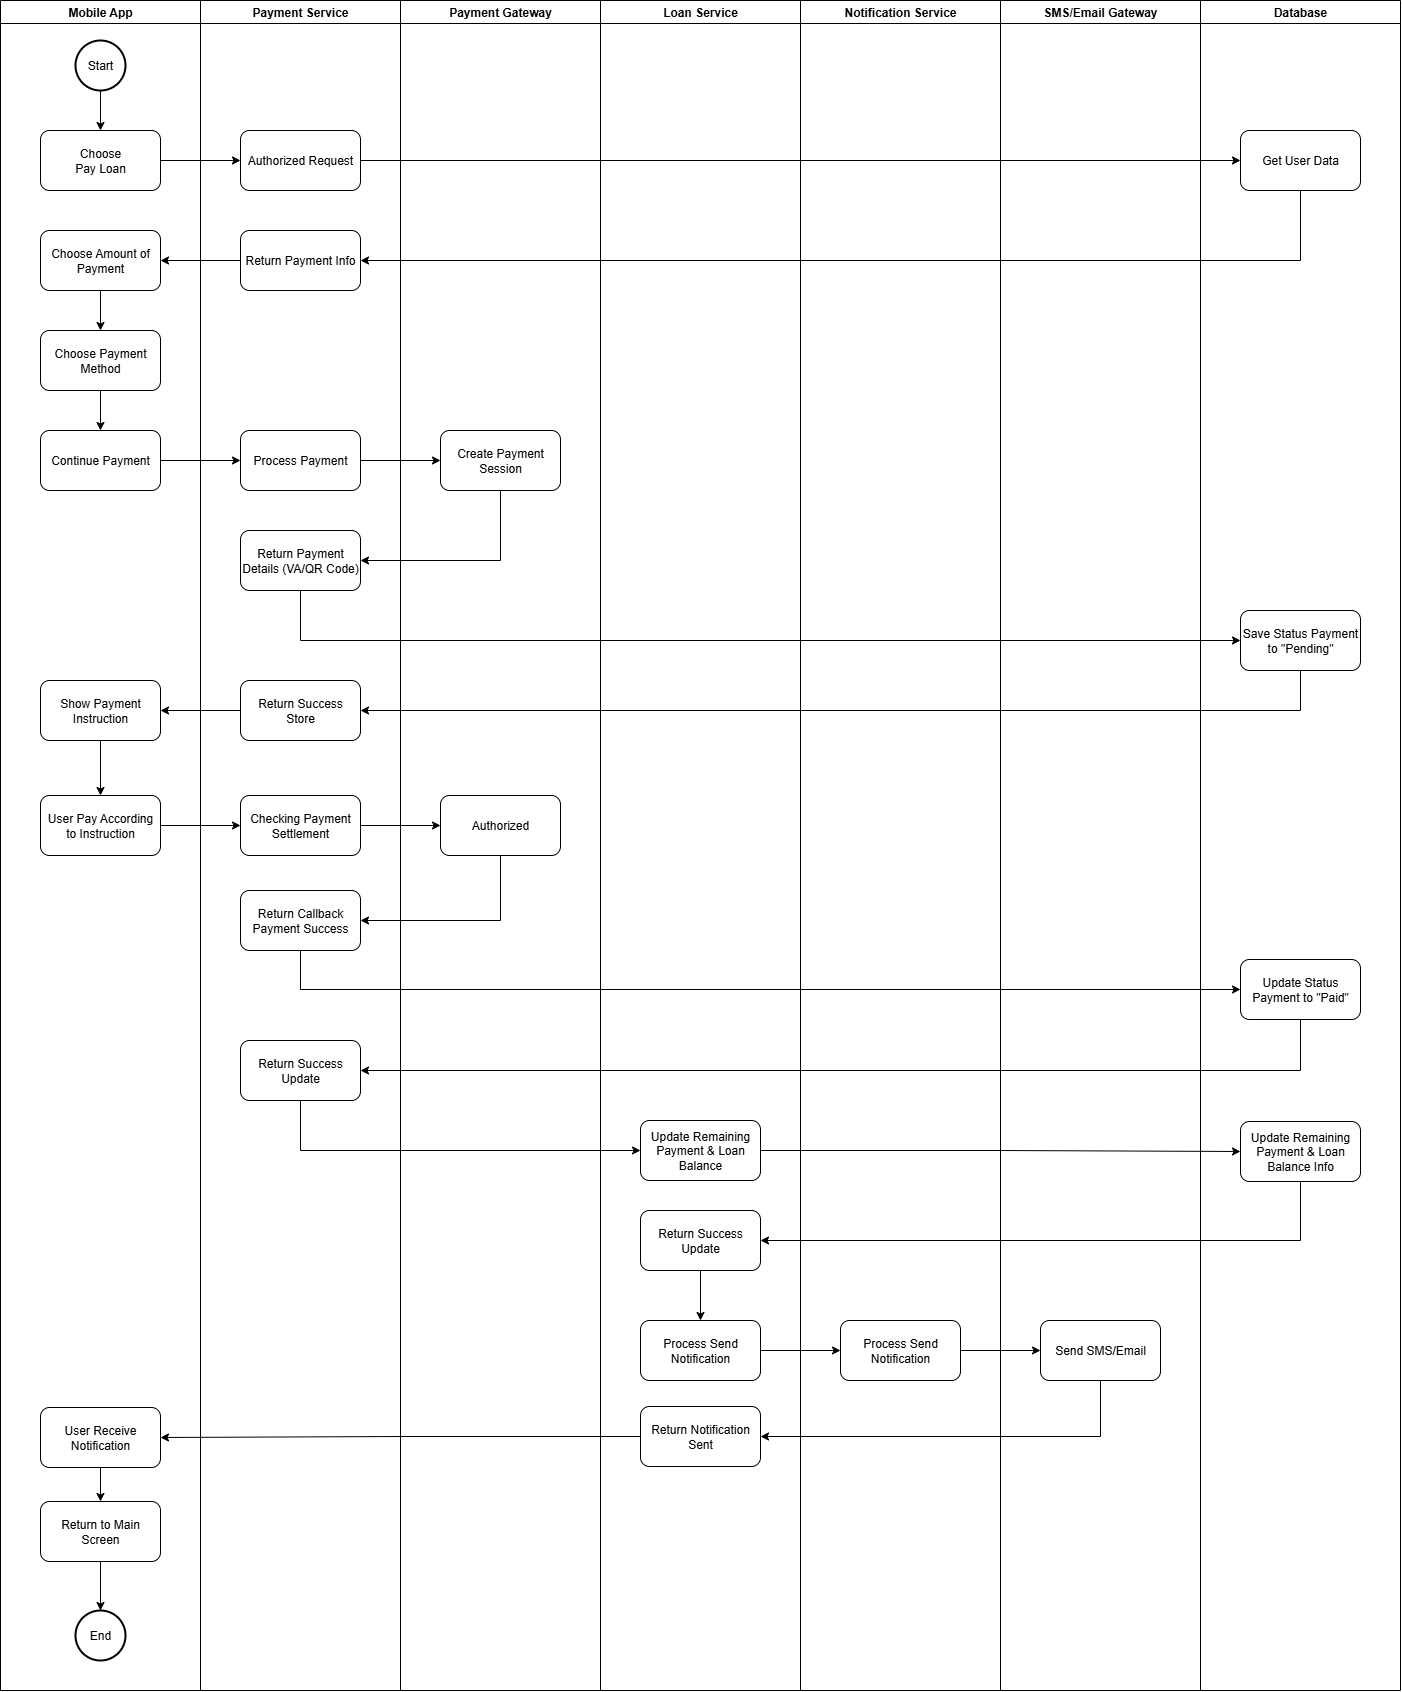 Mobile App
Payment Service
Payment Gateway
Loan Service
Notification Service
SMS/Email Gateway
Database
Start
Choose
Pay Loan
Authorized Request
Get User Data
Choose Amount of
Payment
Return Payment Info
Choose Payment
Method
Continue Payment
Process Payment
Create Payment
Session
Return Payment
Details (VA/QR Code)
Save Status Payment
to "Pending"
Show Payment
Instruction
Return Success
Store
User Pay According
to Instruction
Checking Payment
Settlement
Authorized
Return Callback
Payment Success
Update Status
Payment to "Paid"
Return Success
Update
Update Remaining
Payment & Loan
Balance
Update Remaining
Payment & Loan
Balance Info
Return Success
Update
Process Send
Notification
Process Send
Notification
Send SMS/Email
User Receive
Notification
Return Notification
Sent
Return to Main
Screen
End